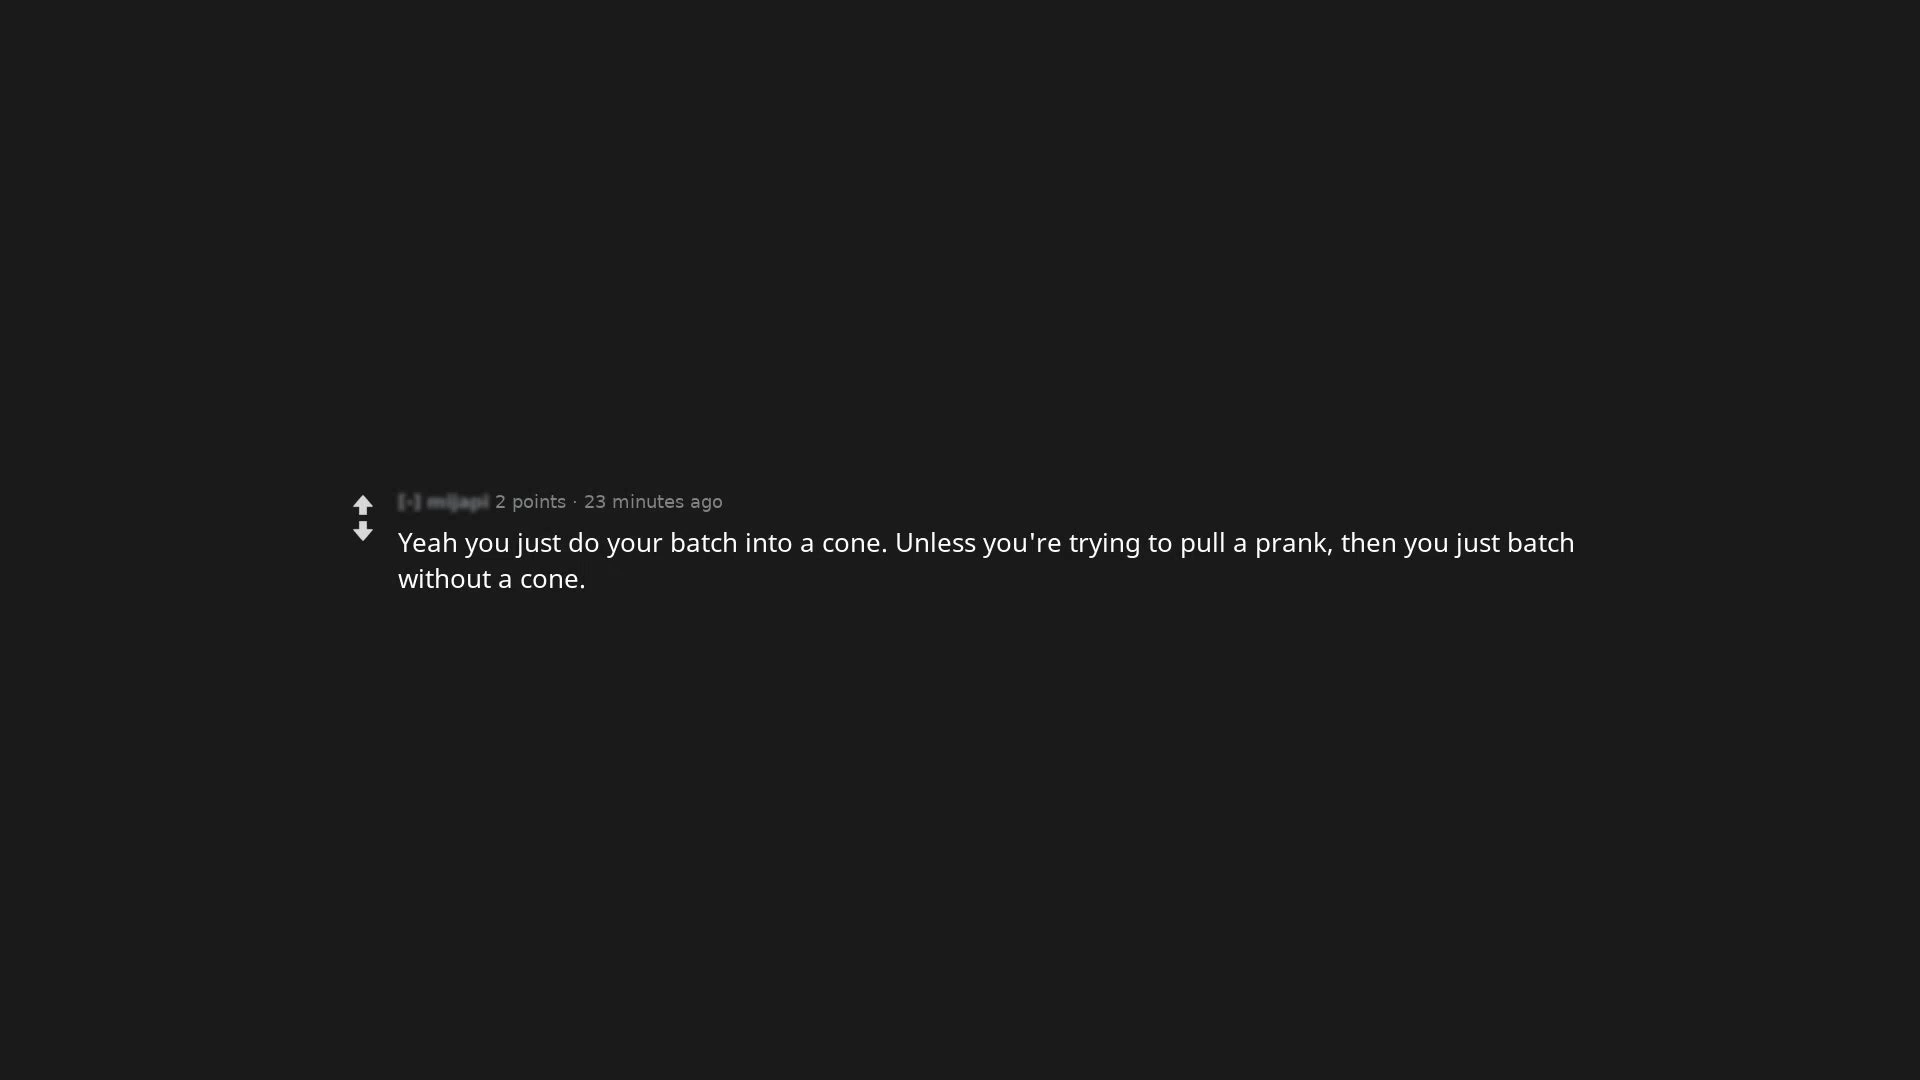 2 points · 23 minutes ago
Yeah you just do your batch into a cone. Unless you're trying to pull a prank, then you just batch
without a cone.